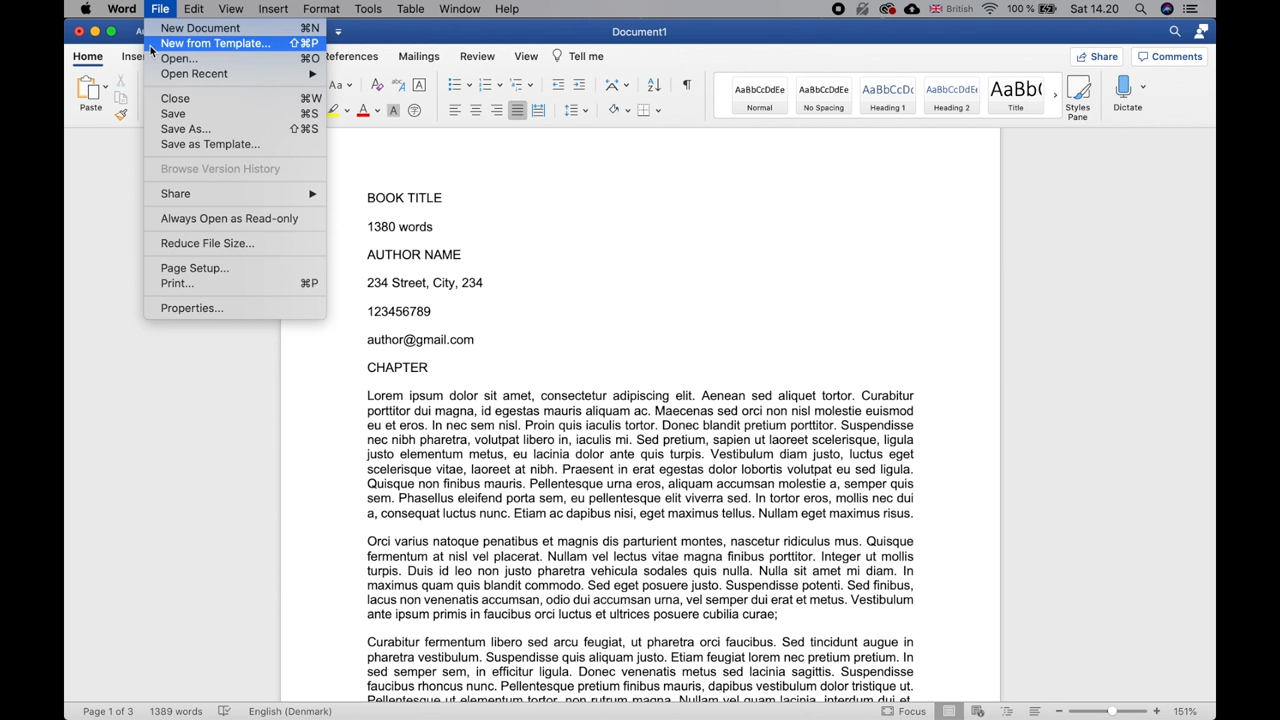 Word File Edit View Insert Format Tools Table Window Help British 100 % Sat 14.20
Document1
Home References Mailings Review View Tell me Share Comments
New Document ⌘N
New from Template... ⇧⌘P
Open... ⌘O
Open Recent
Close ⌘W
Save ⌘S
Save As... ⇧⌘S
Save as Template...
Browse Version History
Share
Always Open as Read-only
Reduce File Size...
Page Setup...
Print... ⌘P
Properties...
Paste
Aa
AaBbCcDdEe AaBbCcDdEe AaBbCcDc AaBbCcDdEe AaBb(
Normal No Spacing Heading 1 Heading 2 Title
Styles
Pane
Dictate
BOOK TITLE
1380 words
AUTHOR NAME
234 Street, City, 234
123456789
author@gmail.com
CHAPTER
Lorem ipsum dolor sit amet, consectetur adipiscing elit. Aenean sed aliquet tortor. Curabitur
porttitor dui magna, id egestas mauris aliquam ac. Maecenas sed orci non nisl molestie euismod
eu et eros. In nec sem nisl. Proin quis iaculis tortor. Donec blandit pretium porttitor. Suspendisse
nec nibh pharetra, volutpat libero in, iaculis mi. Sed pretium, sapien ut laoreet scelerisque, ligula
justo elementum metus, eu lacinia dolor ante quis turpis. Vestibulum diam justo, luctus eget
scelerisque vitae, laoreet at nibh. Praesent in erat egestas dolor lobortis volutpat eu sed ligula.
Quisque non finibus mauris. Pellentesque urna eros, aliquam accumsan molestie a, semper quis
sem. Phasellus eleifend porta sem, eu pellentesque elit viverra sed. In tortor eros, mollis nec dui
a, consequat luctus nunc. Etiam ac dapibus nisi, eget maximus tellus. Nullam eget maximus risus.
Orci varius natoque penatibus et magnis dis parturient montes, nascetur ridiculus mus. Quisque
fermentum at nisl vel placerat. Nullam vel lectus vitae magna finibus porttitor. Integer ut mollis
turpis. Duis id leo non justo pharetra vehicula sodales quis nulla. Nulla sit amet mi diam. In
maximus quam quis blandit commodo. Sed eget posuere justo. Suspendisse potenti. Sed finibus,
lacus non venenatis accumsan, odio dui accumsan urna, vel semper dui erat et metus. Vestibulum
ante ipsum primis in faucibus orci luctus et ultrices posuere cubilia curae;
Curabitur fermentum libero sed arcu feugiat, ut pharetra orci faucibus. Sed tincidunt augue in
pharetra vestibulum. Suspendisse quis aliquam justo. Etiam feugiat lorem nec pretium pretium. In
sed semper sem, in efficitur ligula. Donec venenatis metus sed lacinia sagittis. Suspendisse
faucibus rhoncus nunc. Pellentesque pretium finibus mauris, dapibus vestibulum dolor tristique ut.
Pellentesque at lacinia est, non rutrum magna.
Page 1 of 3 1389 words English (Denmark) Focus 151%